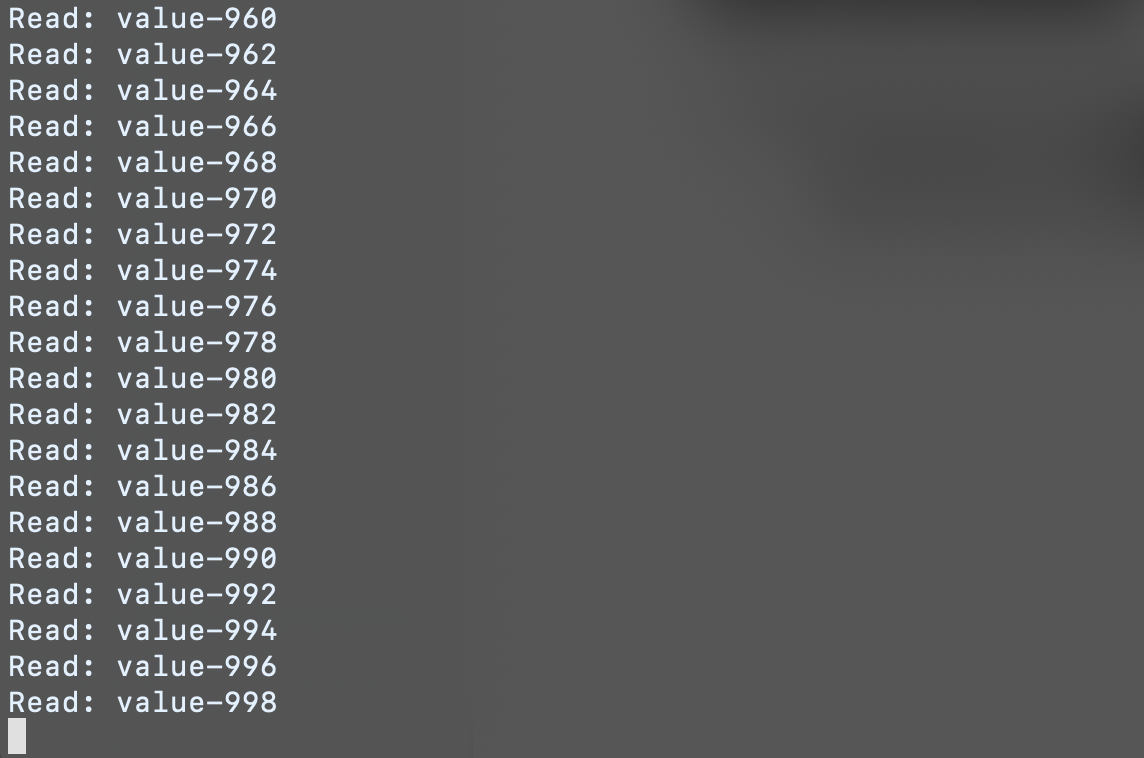 Read: value-960
Read: value-962
Read: value-964
Read: value-966
Read: value-968
Read: value-970
Read: value-972
Read: value-974
Read: value-976
Read: value-978
Read: value-980
Read: value-982
Read: value-984
Read: value-986
Read: value-988
Read: value-990
Read: value-992
Read: value-994
Read: value-996
Read: value-998